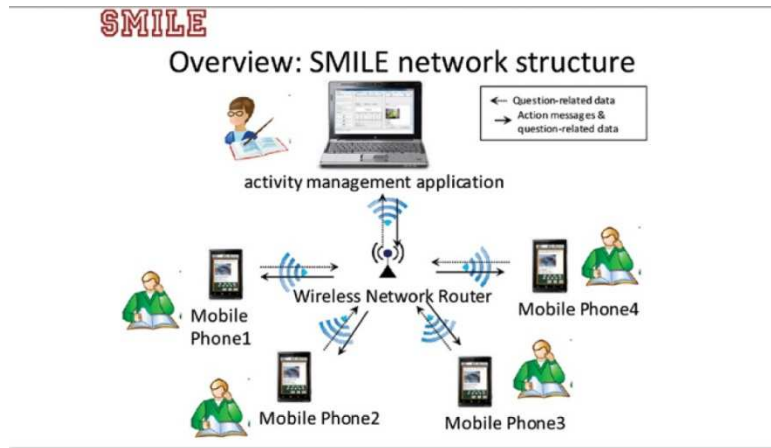 SMILE
Overview: SMILE network structure
Question-related data
Action messages &
question-related data
activity management application
Wireless Network Router
Mobile
Phone1
Mobile Phone4
Mobile Phone2
Mobile Phone3